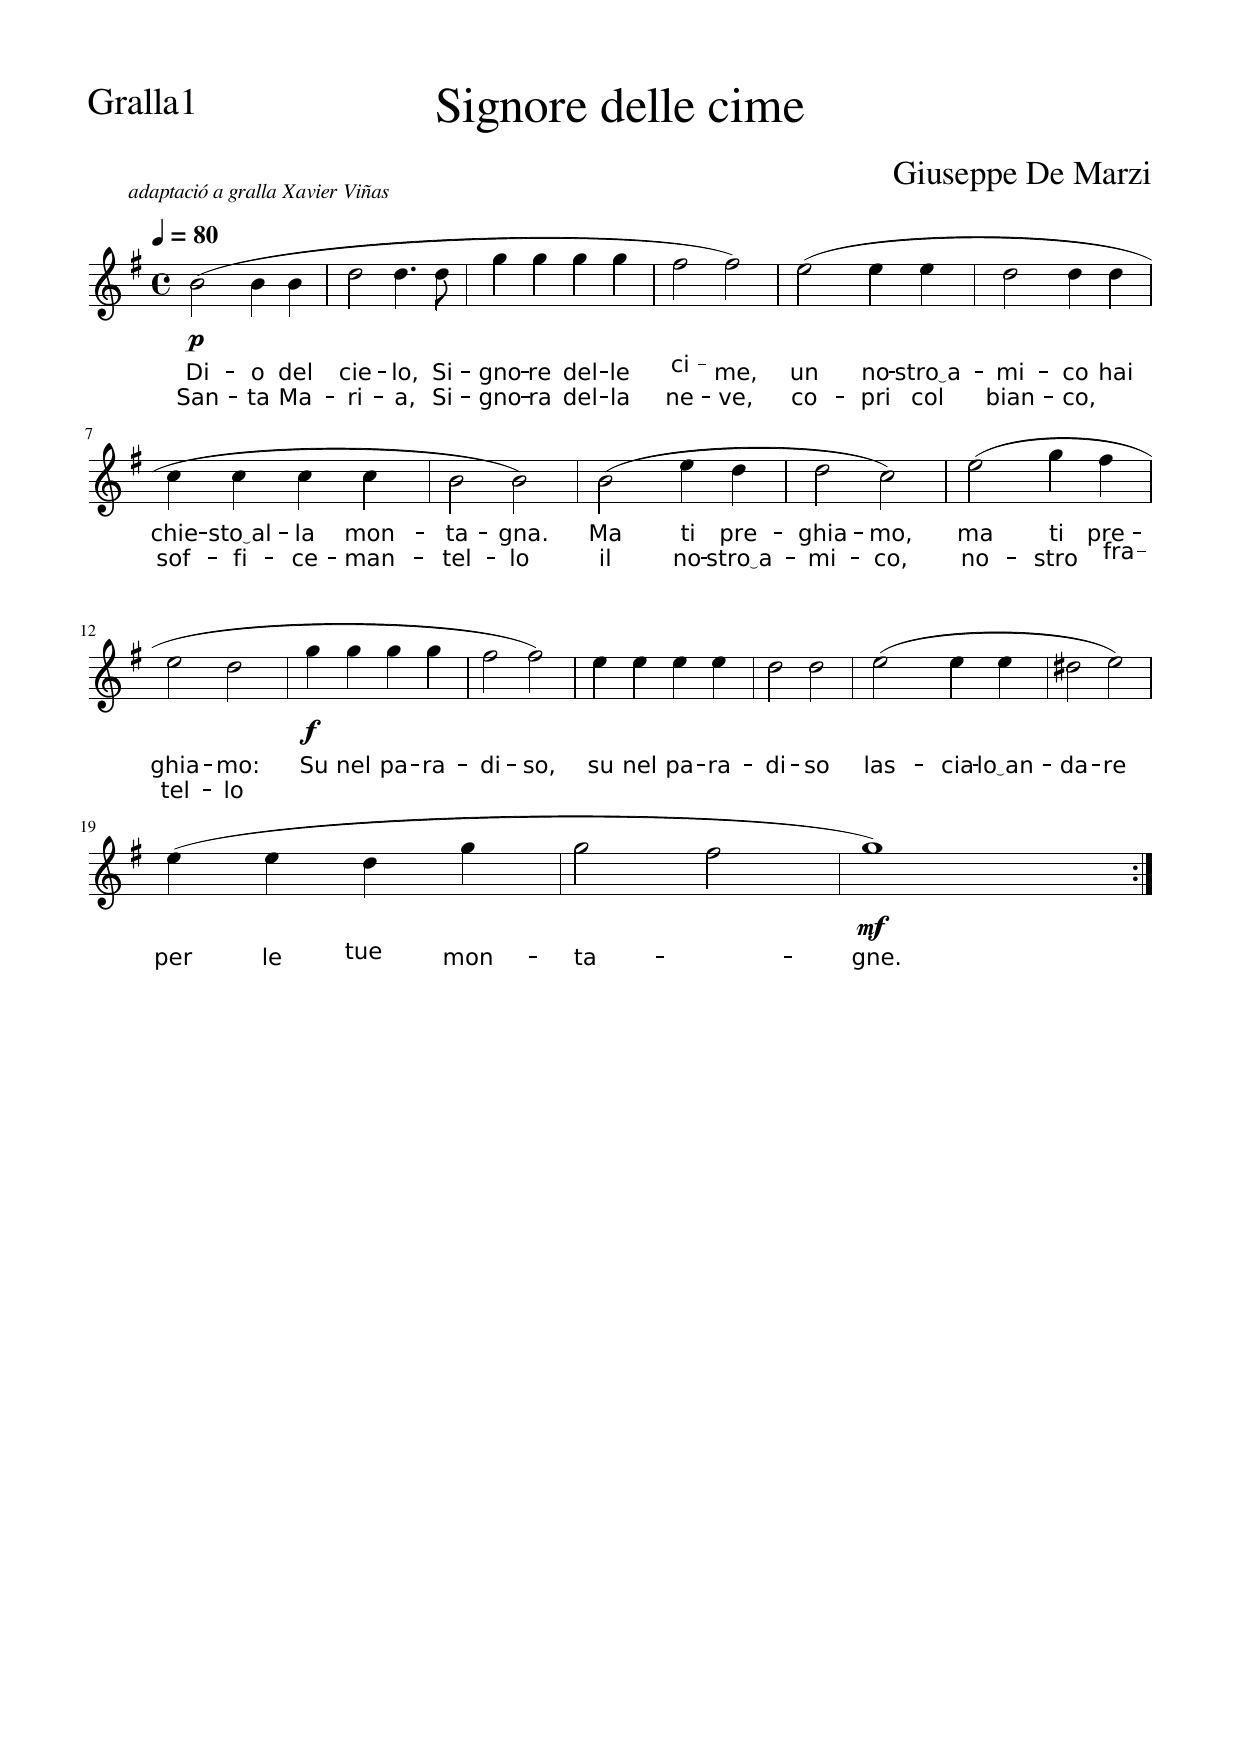 Gralla1
Signore delle cime
Giuseppe De Marzi
adaptació a gralla Xavier Viñas
= 80
p
Di - o del cie - lo, Si - gno-re del-le ci - me, un no-stro‿a - mi - co hai
San - ta Ma - ri - a, Si - gno-ra del-la ne - ve, co - pri col bian - co,
7
chie-sto‿al - la mon - ta - gna. Ma ti pre - ghia - mo, ma ti pre -
sof - fi - ce - man - tel - lo il no-stro‿a - mi - co, no - stro fra -
12
f
ghia - mo: Su nel pa-ra - di - so, su nel pa-ra - di - so las - cia-lo‿an - da-re
tel - lo
19
mf
per le tue mon - ta - - gne.